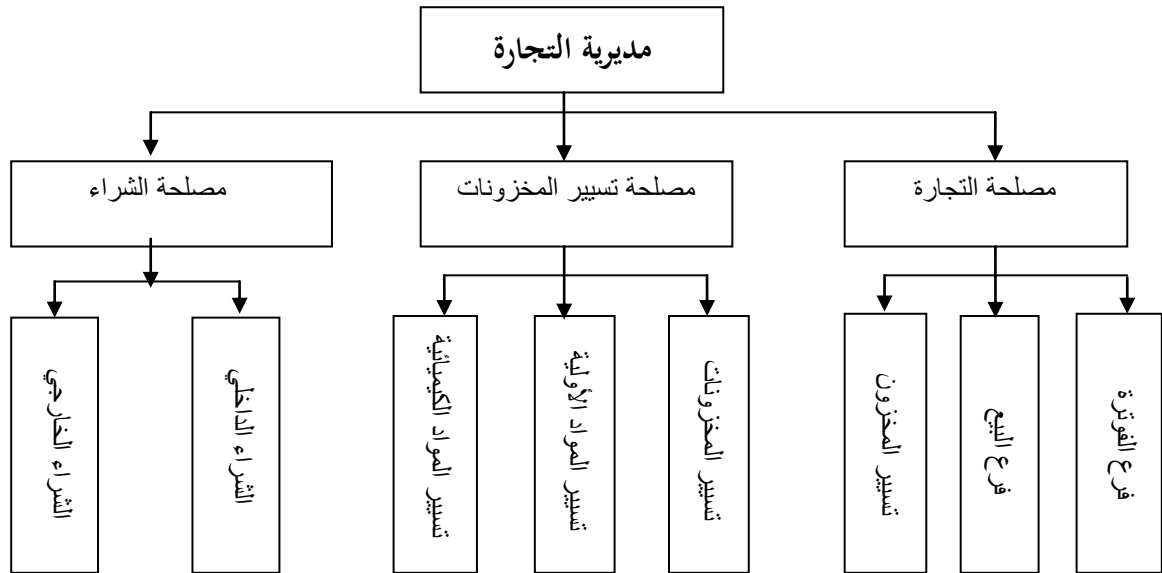 مديرية التجارة
مصلحة التجارة
مصلحة تسيير المخزونات
مصلحة الشراء
فرع الفوترة
فرع البيع
تسيير المخزون
تسيير المخزونات
تسيير المواد الأولية
تسيير المواد الكيميائية
الشراء الداخلي
الشراء الخارجي